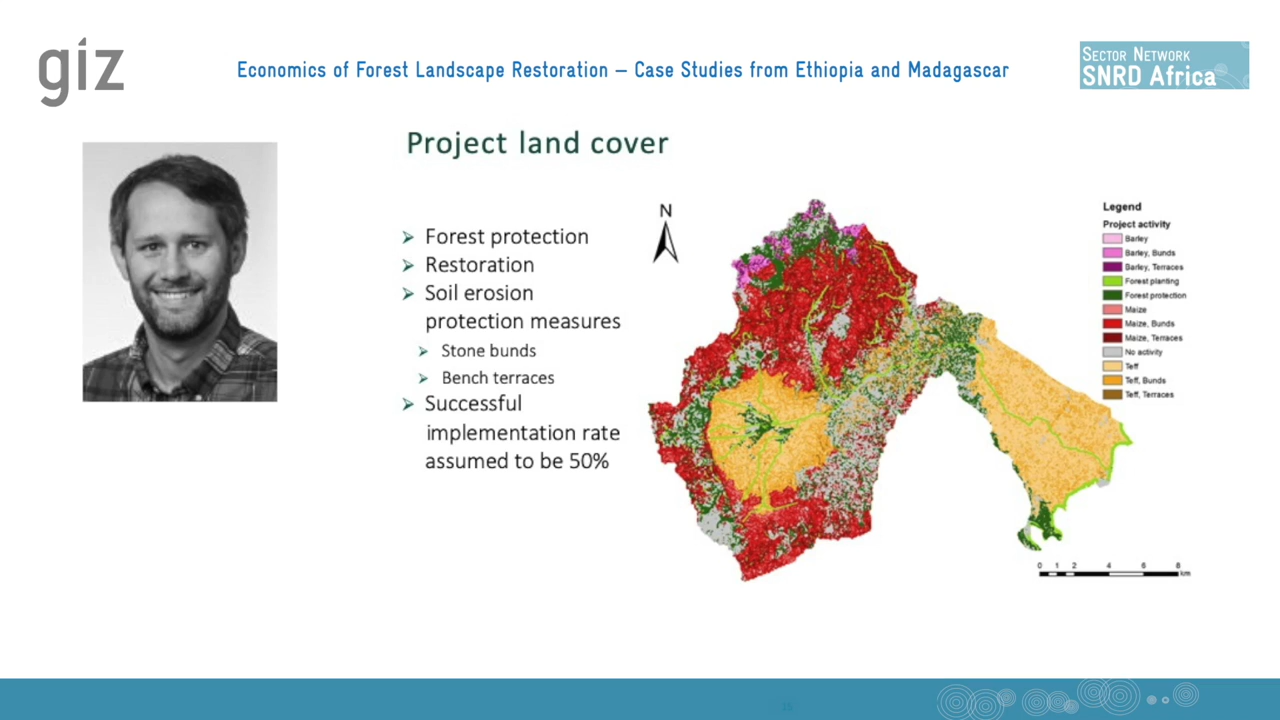 giz
Economics of Forest Landscape Restoration – Case Studies from Ethiopia and Madagascar
SECTOR NETWORK
SNRD Africa
Project land cover
Forest protection
Restoration
Soil erosion
protection measures
Stone bunds
Bench terraces
Successful
implementation rate
assumed to be 50%
N
Legend
Project activity
Barley
Barley, Bunds
Barley, Terraces
Forest planting
Forest protection
Maize
Maize, Bunds
Maize, Terraces
No activity
Teff
Teff, Bunds
Teff, Terraces
0 1 2 4 6 8
km
15